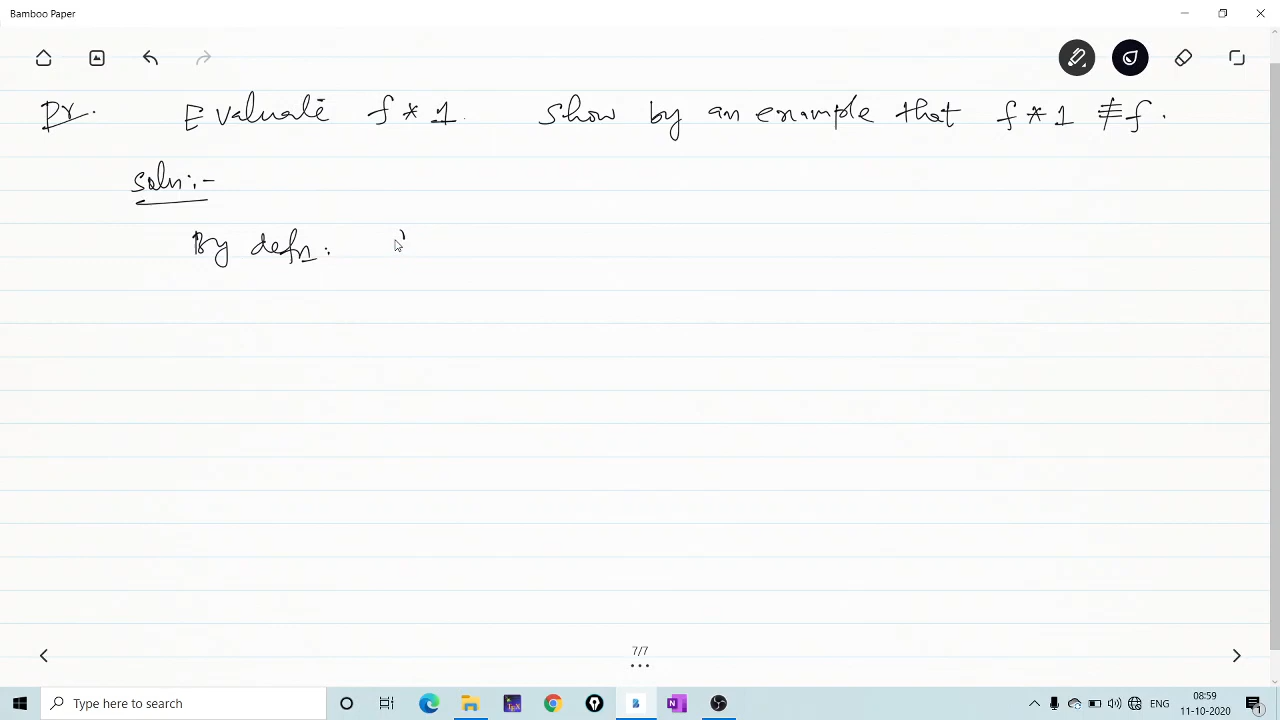 Bamboo Paper
Pr. Evaluate f * 1. Show by an example that f * 1 ≢ f.
Soln:-
By defn:
7/7
Type here to search
ENG
08:59
11-10-2020